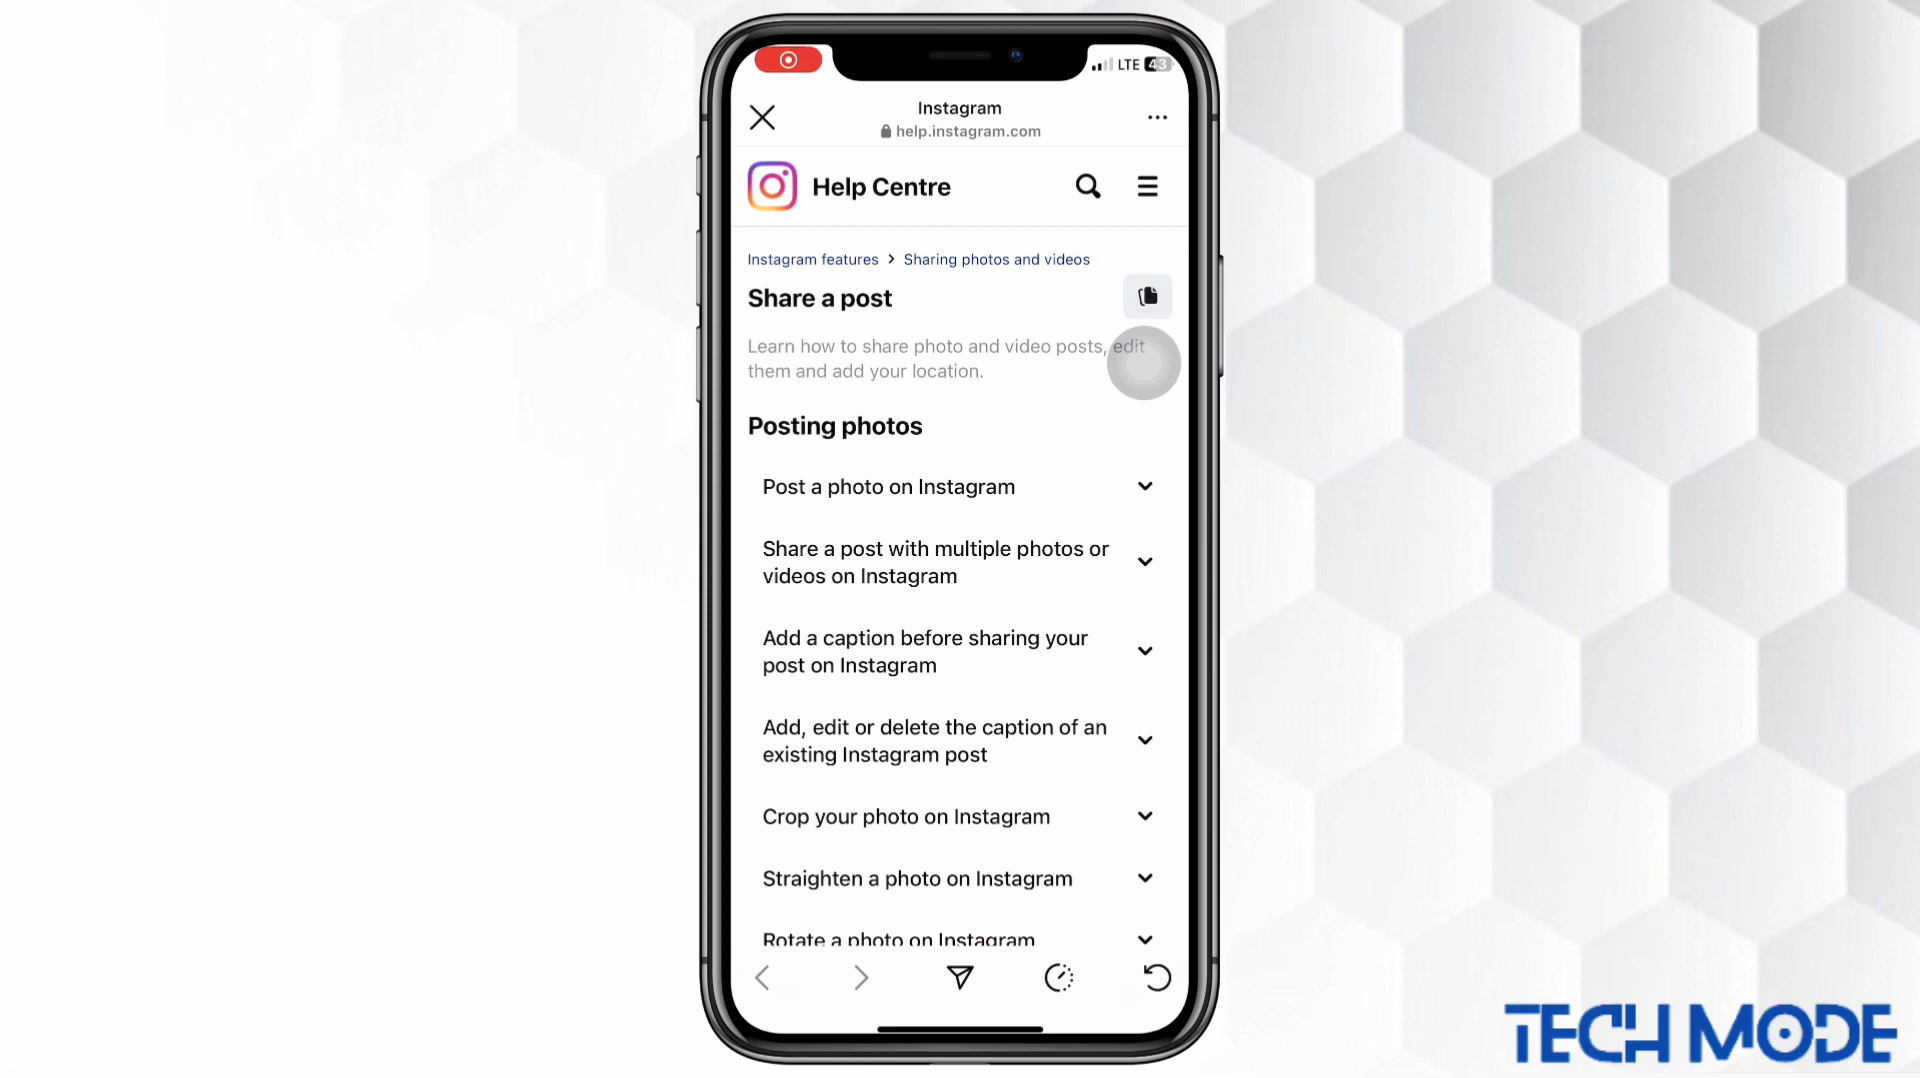 LTE 43
Instagram
help.instagram.com
Help Centre
Instagram features > Sharing photos and videos
Share a post
Learn how to share photo and video posts, edit
them and add your location.
Posting photos
Post a photo on Instagram
Share a post with multiple photos or
videos on Instagram
Add a caption before sharing your
post on Instagram
Add, edit or delete the caption of an
existing Instagram post
Crop your photo on Instagram
Straighten a photo on Instagram
Rotate a photo on Instagram
TECH MODE